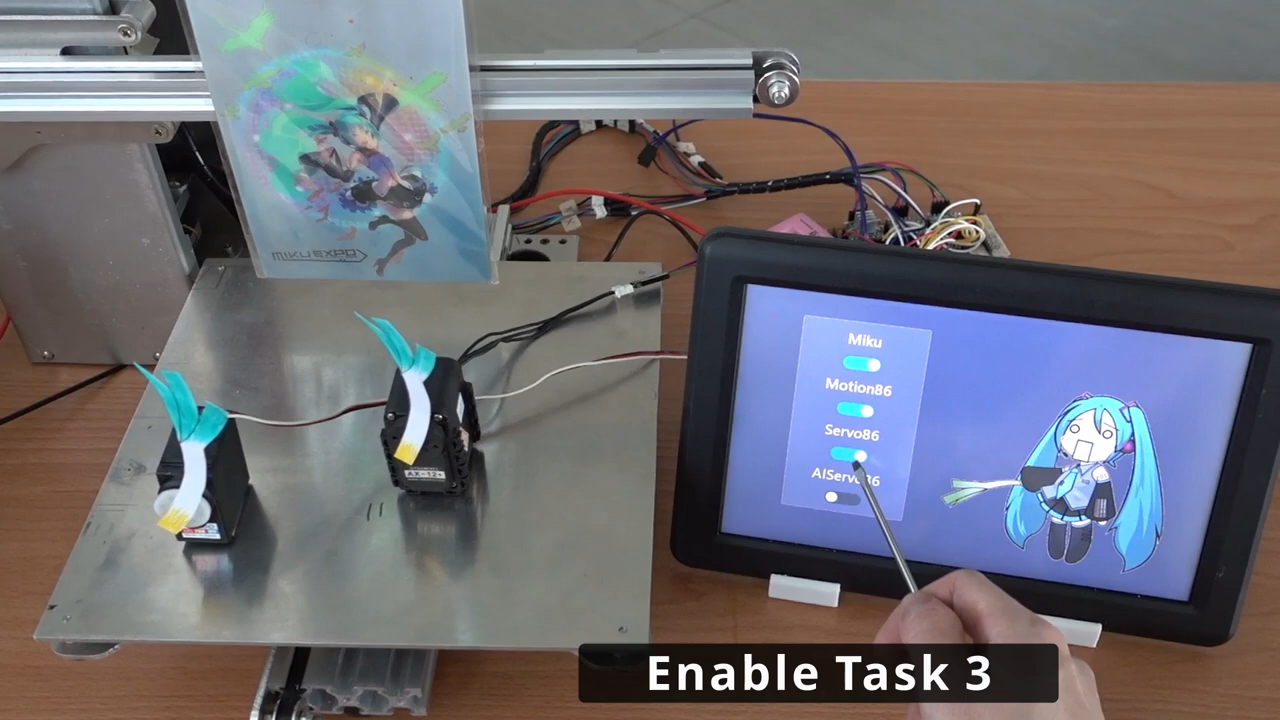 MIKU EXPO
Miku
Motion86
Servo86
AIServo86
AX-12+
Enable Task 3